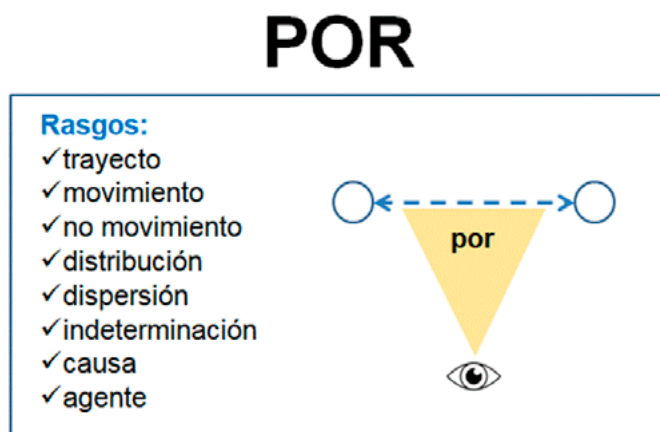 POR
Rasgos:
✓trayecto
✓movimiento
✓no movimiento
✓distribución
✓dispersión
✓indeterminación
✓causa
✓agente
por